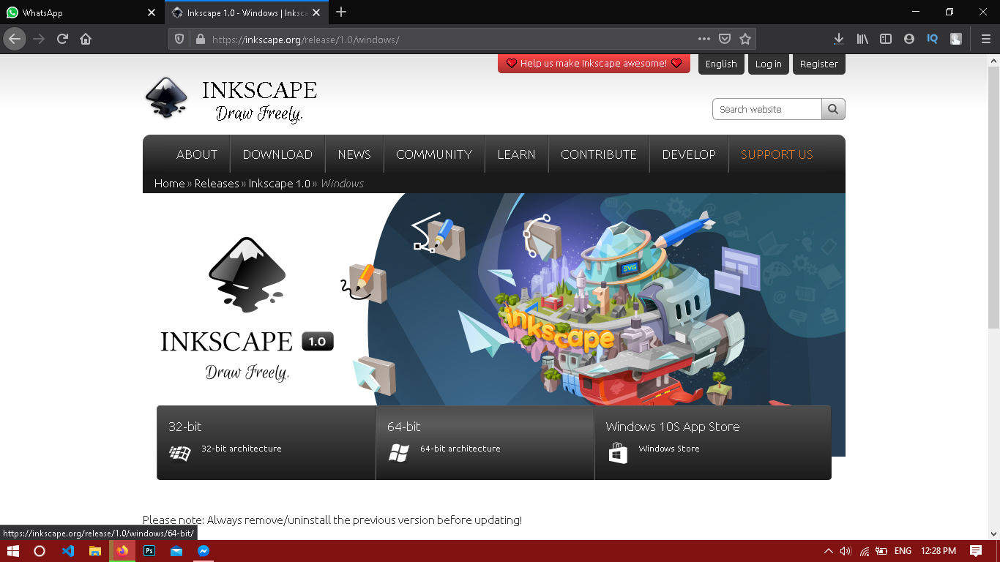 WhatsApp
Inkscape 1.0 - Windows | Inksca
https://inkscape.org/release/1.0/windows/
IQ
Help us make Inkscape awesome!
English
Log in
Register
INKSCAPE
Draw Freely.
Search website
ABOUT
DOWNLOAD
NEWS
COMMUNITY
LEARN
CONTRIBUTE
DEVELOP
SUPPORT US
Home » Releases » Inkscape 1.0 » Windows
SVG
inkscape
INKSCAPE 1.0
Draw Freely.
32-bit
32-bit architecture
64-bit
64-bit architecture
Windows 10S App Store
Windows Store
Please note: Always remove/uninstall the previous version before updating!
https://inkscape.org/release/1.0/windows/64-bit/
Ps
ENG
12:28 PM